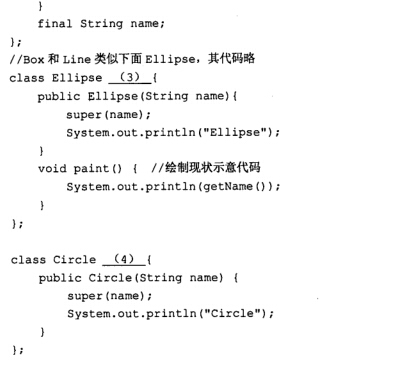 }
final String name;
};
//Box 和 Line 类似下面 Ellipse，其代码略
class Ellipse （3） {
public Ellipse(String name){
super(name);
System.out.println("Ellipse");
}
void paint() { //绘制现状示意代码
System.out.println(getName());
}
};
class Circle （4） {
public Circle(String name) {
super(name);
System.out.println("Circle");
}
};